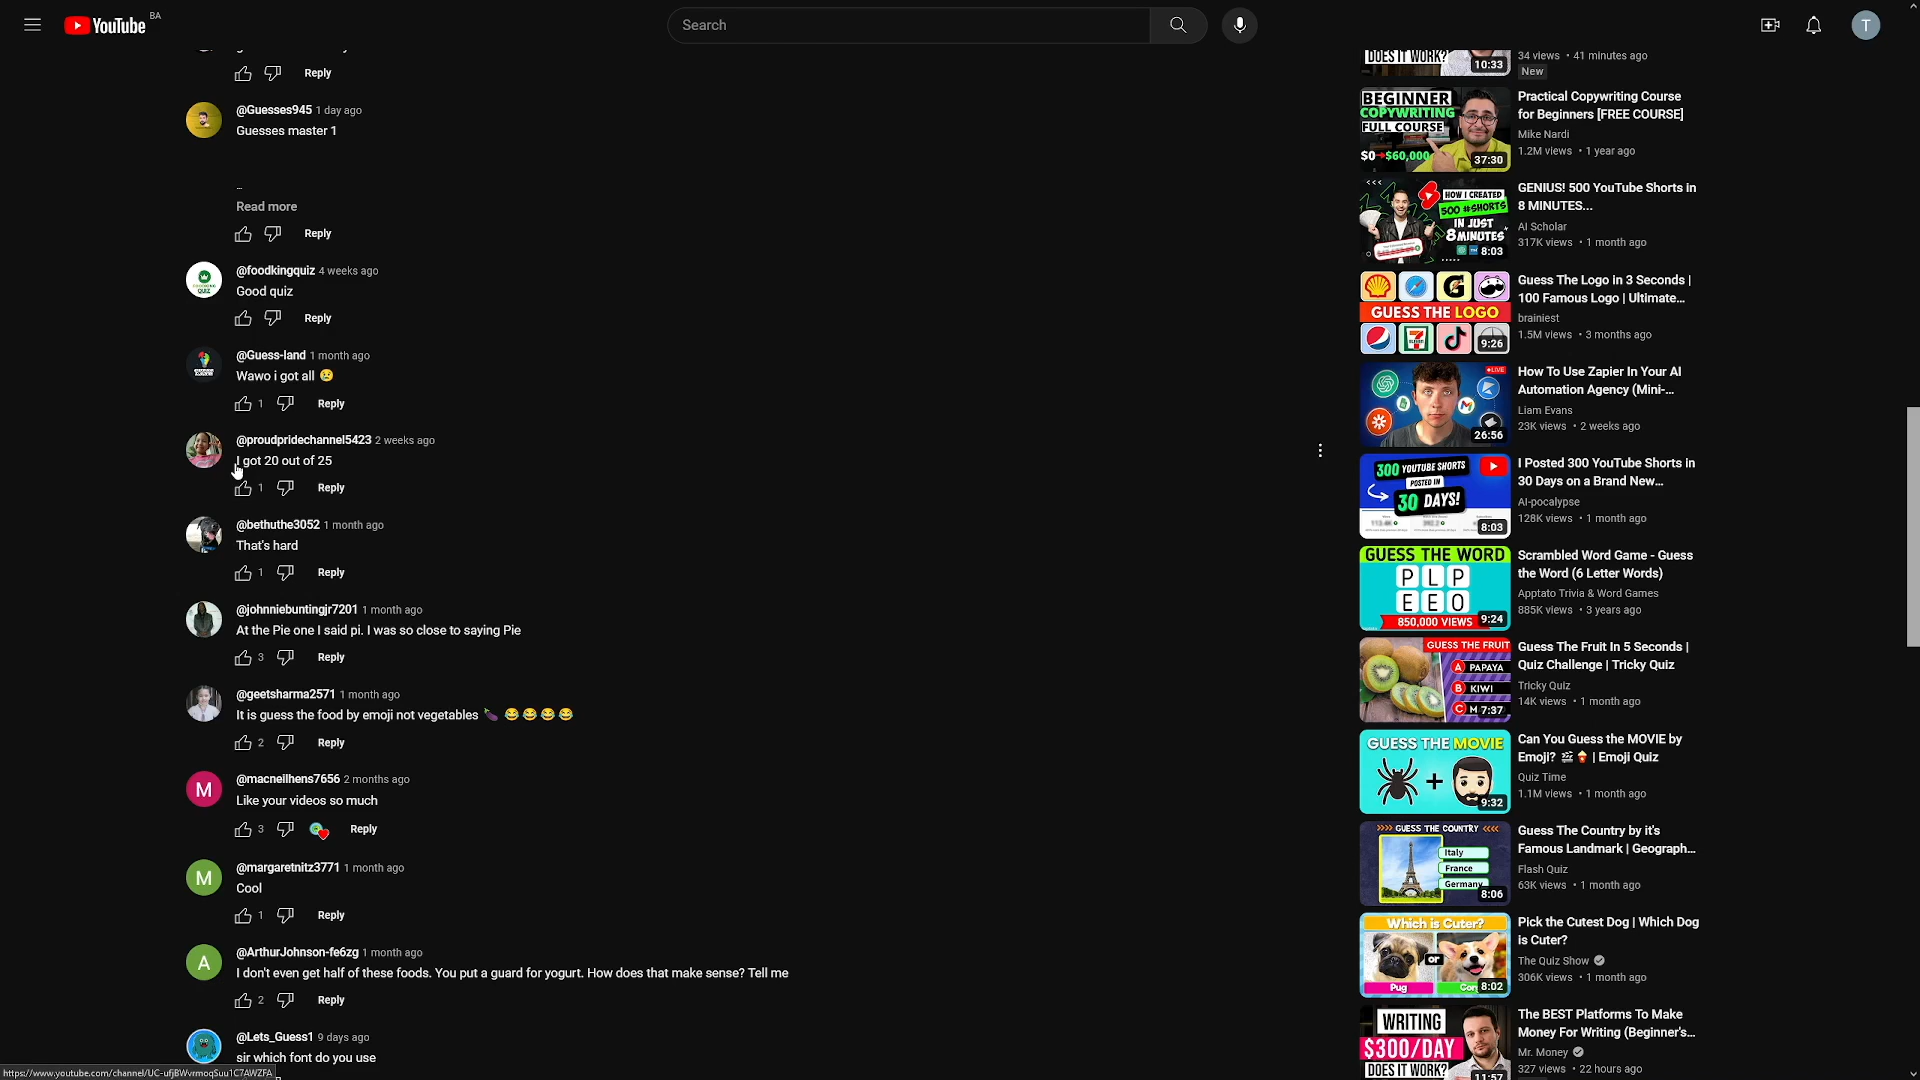 YouTube BA
Search
T
Reply
@Guesses945 1 day ago
Guesses master 1
...
Read more
Reply
@foodkingquiz 4 weeks ago
Good quiz
Reply
@Guess-land 1 month ago
Wawo i got all 😢
1 Reply
@proudpridechannel5423 2 weeks ago
I got 20 out of 25
1 Reply
@bethuthe3052 1 month ago
That's hard
1 Reply
@johnniebuntingjr7201 1 month ago
At the Pie one I said pi. I was so close to saying Pie
3 Reply
@geetsharma2571 1 month ago
It is guess the food by emoji not vegetables 🍆 😂😂😂😂
2 Reply
M
@macneilhens7656 2 months ago
Like your videos so much
3 Reply
M
@margaretnitz3771 1 month ago
Cool
1 Reply
A
@ArthurJohnson-fe6zg 1 month ago
I don't even get half of these foods. You put a guard for yogurt. How does that make sense? Tell me
2 Reply
@Lets_Guess1 9 days ago
sir which font do you use
https://www.youtube.com/channel/UC-ufjBWvrmoqSuu1C7AWZFA
DOES IT WORK?
10:33
34 views • 41 minutes ago
New
BEGINNER
COPYWRITING
FULL COURSE
$0 $60,000
37:30
Practical Copywriting Course
for Beginners [FREE COURSE]
Mike Nardi
1.2M views • 1 year ago
<<<
HOW I CREATED
500 #SHORTS
IN JUST
8MINUTES
8:03
GENIUS! 500 YouTube Shorts in
8 MINUTES...
AI Scholar
317K views • 1 month ago
GUESS THE LOGO
9:26
Guess The Logo in 3 Seconds |
100 Famous Logo | Ultimate...
brainiest
1.5M views • 3 months ago
LIVE
26:56
How To Use Zapier In Your AI
Automation Agency (Mini-...
Liam Evans
23K views • 2 weeks ago
300 YOUTUBE SHORTS
POSTED IN
30 DAYS!
8:03
I Posted 300 YouTube Shorts in
30 Days on a Brand New...
AI-pocalypse
128K views • 1 month ago
GUESS THE WORD
P L P
E E O
850,000 VIEWS
9:24
Scrambled Word Game - Guess
the Word (6 Letter Words)
Apptato Trivia & Word Games
885K views • 3 years ago
GUESS THE FRUIT
A PAPAYA
B KIWI
C M
7:37
Guess The Fruit In 5 Seconds |
Quiz Challenge | Tricky Quiz
Tricky Quiz
14K views • 1 month ago
GUESS THE MOVIE
+
9:32
Can You Guess the MOVIE by
Emoji? 🎬🍿 | Emoji Quiz
Quiz Time
1.1M views • 1 month ago
>>>> GUESS THE COUNTRY <<<<
Italy
France
Germany
8:06
Guess The Country by it's
Famous Landmark | Geograph...
Flash Quiz
63K views • 1 month ago
Which is Cuter?
or
Pug
Cor
8:02
Pick the Cutest Dog | Which Dog
is Cuter?
The Quiz Show
306K views • 1 month ago
WRITING
$300/DAY
DOES IT WORK?
11:57
The BEST Platforms To Make
Money For Writing (Beginner's...
Mr. Money
327 views • 22 hours ago